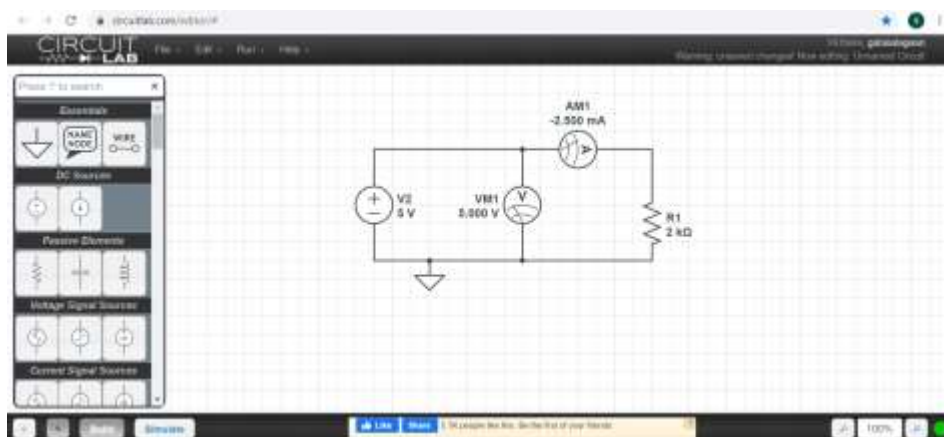 circuitlab.com/editor/#
CIRCUIT
LAB
File
Edit
Run
Help
Essentials
NAME
NODE
WIRE
DC Sources
Passive Elements
Voltage Signal Sources
Current Signal Sources
AM1
-2.500 mA
V2
5 V
VM1
5.000 V
R1
2 kΩ
Build
Simulate
Like
Share
100%